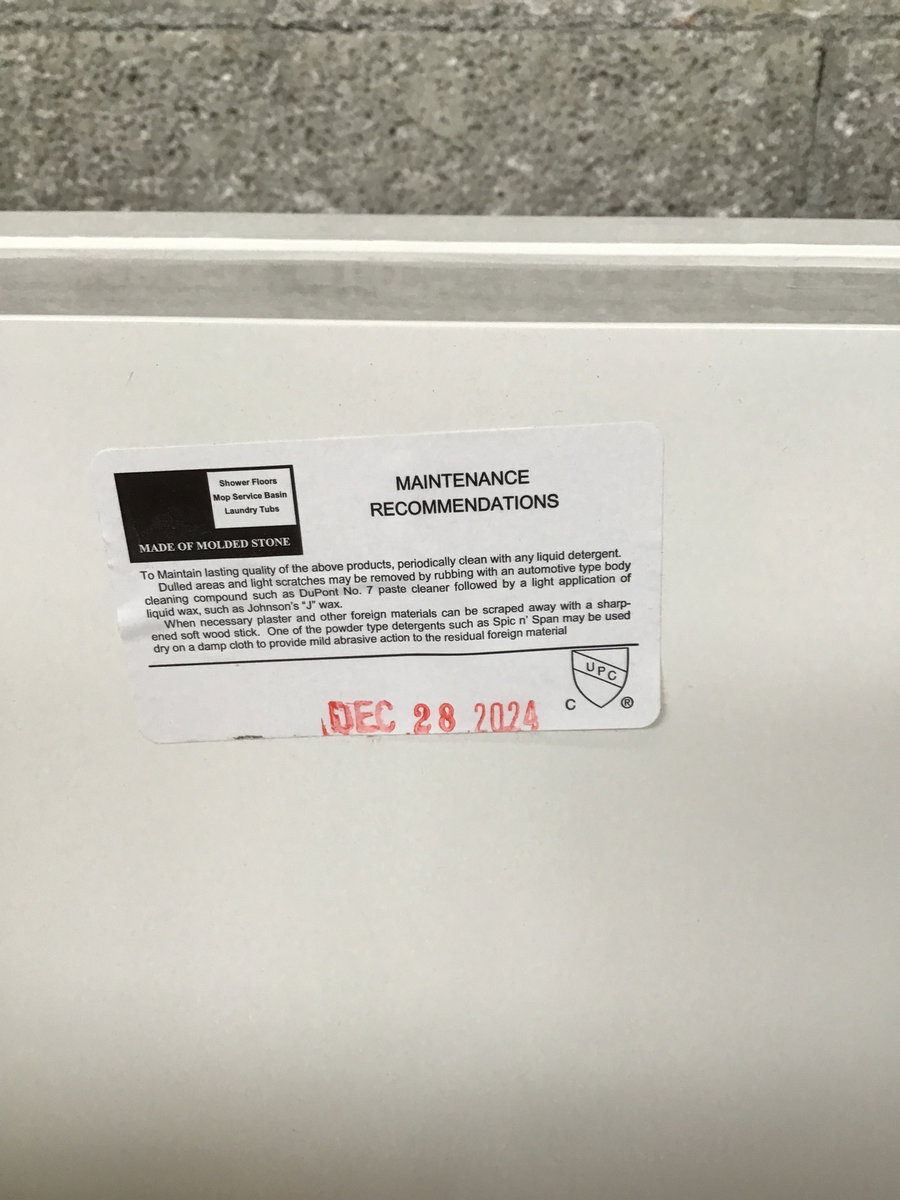 Shower Floors
Mop Service Basin
Laundry Tubs
MADE OF MOLDED STONE
MAINTENANCE
RECOMMENDATIONS
To Maintain lasting quality of the above products, periodically clean with any liquid detergent.
Dulled areas and light scratches may be removed by rubbing with an automotive type body
cleaning compound such as DuPont No. 7 paste cleaner followed by a light application of
liquid wax, such as Johnson's "J" wax.
When necessary plaster and other foreign materials can be scraped away with a sharp-
ened soft wood stick. One of the powder type detergents such as Spic n' Span may be used
dry on a damp cloth to provide mild abrasive action to the residual foreign material
UPC
C ®
DEC 28 2024